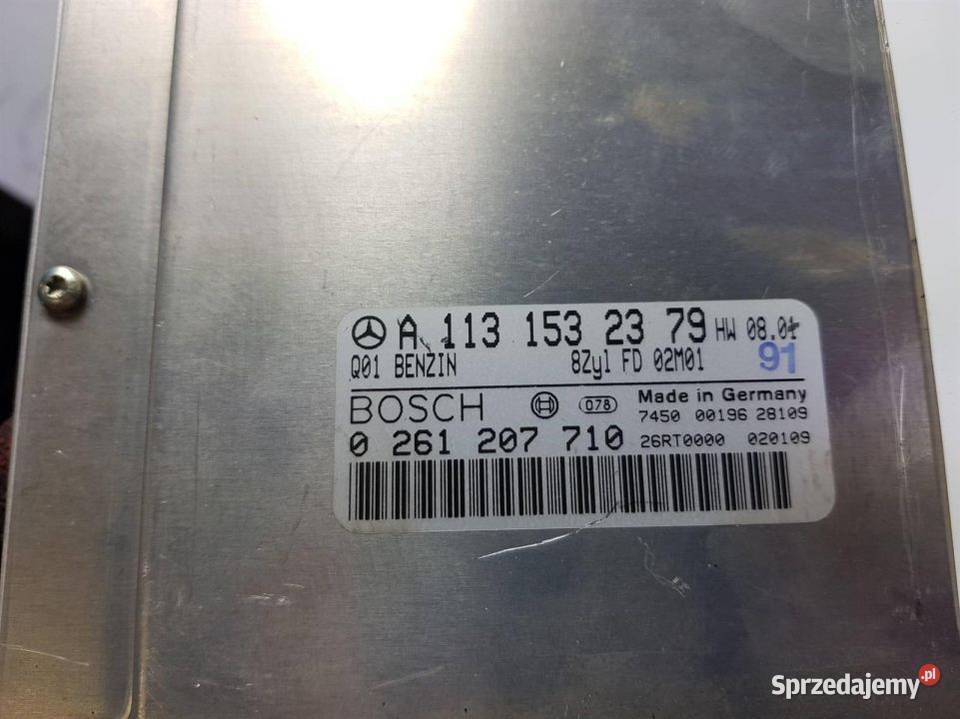 A 113 153 23 79 HW 08.01
Q01 BENZIN 8Zyl FD 02M01
91
BOSCH 078 Made in Germany
7450 00196 28109
0 261 207 710 26RT0000 020109
Sprzedajemy.pl